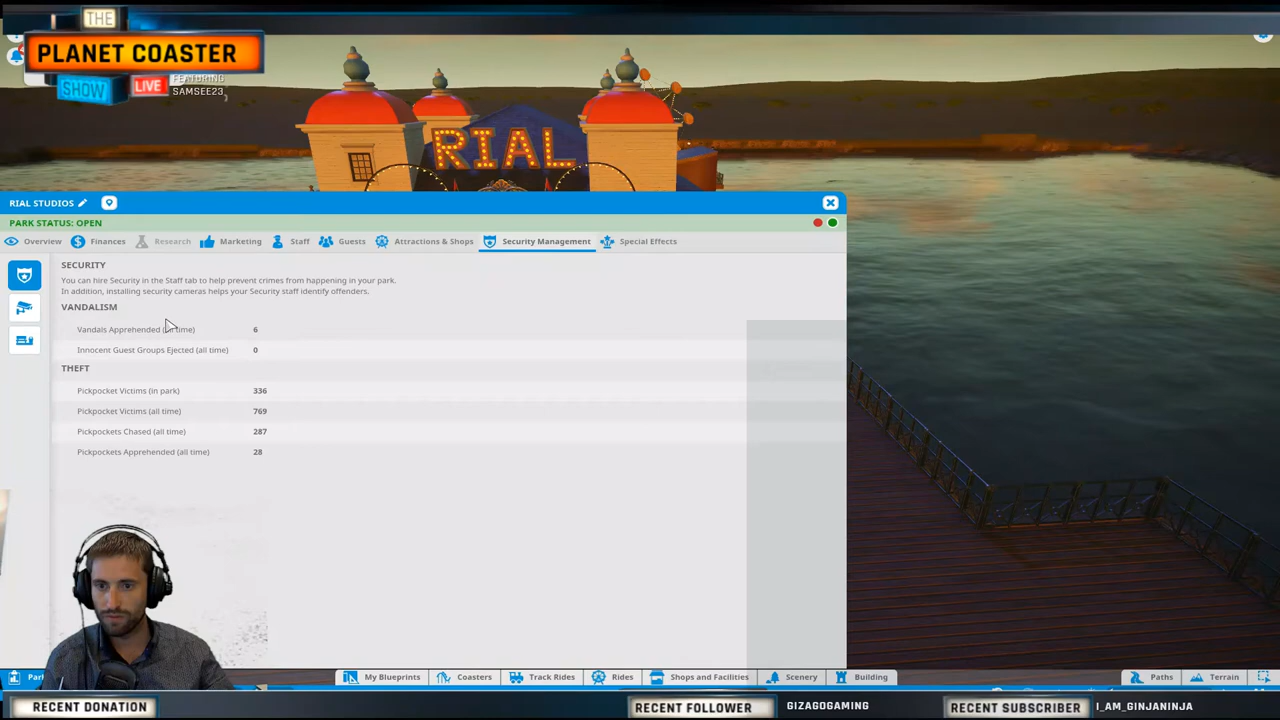 THE
PLANET COASTER
SHOW
LIVE
FEATURING
SAMSEE23
RIAL
RIAL STUDIOS
PARK STATUS: OPEN
Overview
Finances
Research
Marketing
Staff
Guests
Attractions & Shops
Security Management
Special Effects
SECURITY
You can hire Security in the Staff tab to help prevent crimes from happening in your park.
In addition, installing security cameras helps your Security staff identify offenders.
VANDALISM
Vandals Apprehended (all time) 6
Innocent Guest Groups Ejected (all time) 0
THEFT
Pickpocket Victims (in park) 336
Pickpocket Victims (all time) 769
Pickpockets Chased (all time) 287
Pickpockets Apprehended (all time) 28
Park
My Blueprints
Coasters
Track Rides
Rides
Shops and Facilities
Scenery
Building
Paths
Terrain
RECENT DONATION
RECENT FOLLOWER
GIZAGOGAMING
RECENT SUBSCRIBER
I_AM_GINJANINJA